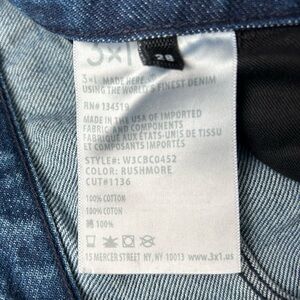 3×1
28
3×1 MADE HERE
USING THE WORLD'S FINEST DENIM
RN# 134519
MADE IN THE USA OF IMPORTED
FABRIC AND COMPONENTS
FABRIQUE AUX ÉTATS-UNIS DE TISSU
ET COMPOSANTS IMPORTÉS
STYLE#: W3CBC0452
COLOR: RUSHMORE
CUT#1136
100% COTTON
100% COTON
100%
15 MERCER STREET NY, NY 10013 www.3x1.us